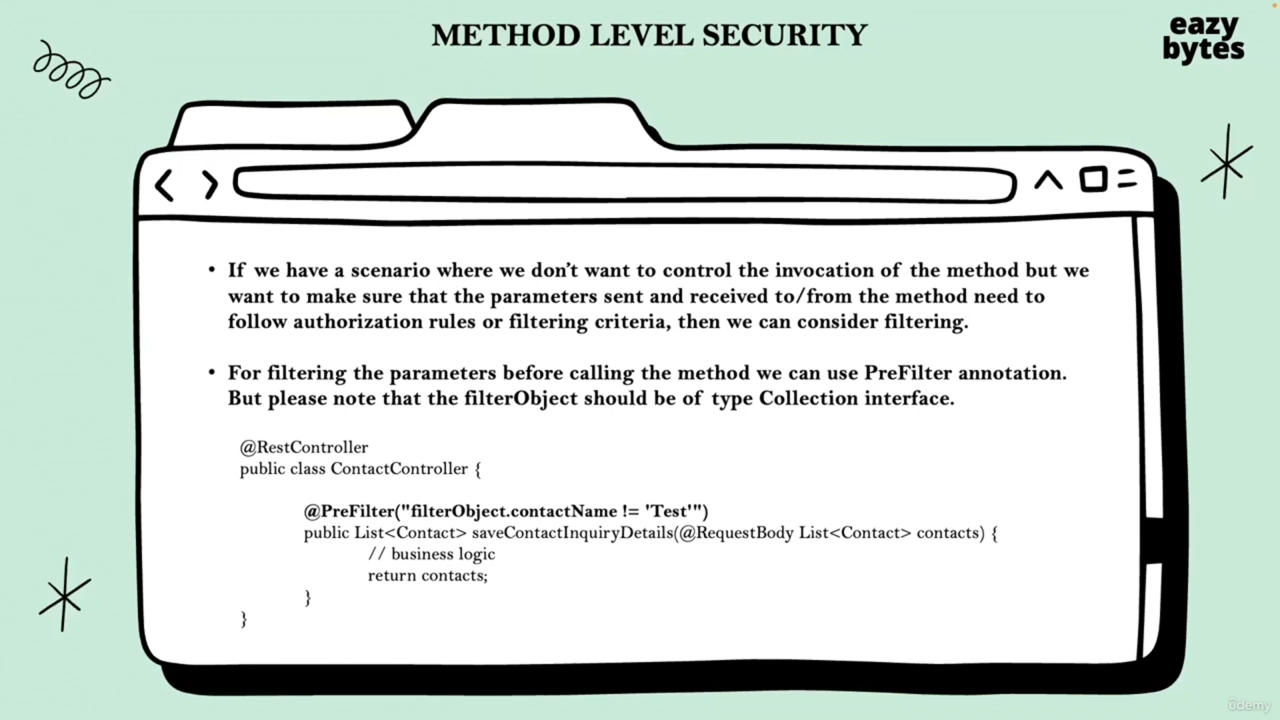 METHOD LEVEL SECURITY
eazy
bytes
• If we have a scenario where we don't want to control the invocation of the method but we
want to make sure that the parameters sent and received to/from the method need to
follow authorization rules or filtering criteria, then we can consider filtering.
• For filtering the parameters before calling the method we can use PreFilter annotation.
But please note that the filterObject should be of type Collection interface.
@RestController
public class ContactController {
@PreFilter("filterObject.contactName != 'Test'")
public List<Contact> saveContactInquiryDetails(@RequestBody List<Contact> contacts) {
// business logic
return contacts;
}
}
ûdemy